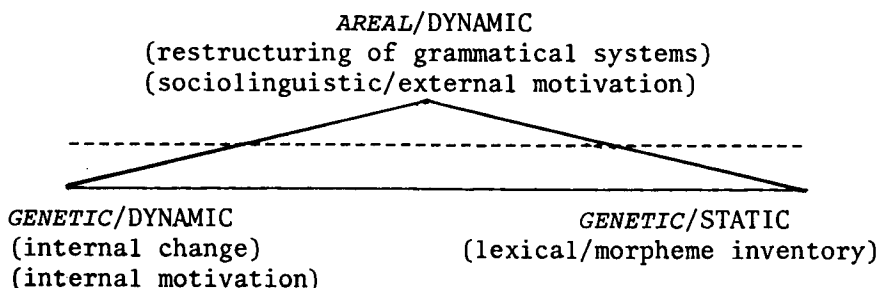 AREAL/DYNAMIC
(restructuring of grammatical systems)
(sociolinguistic/external motivation)
GENETIC/DYNAMIC
(internal change)
(internal motivation)
GENETIC/STATIC
(lexical/morpheme inventory)